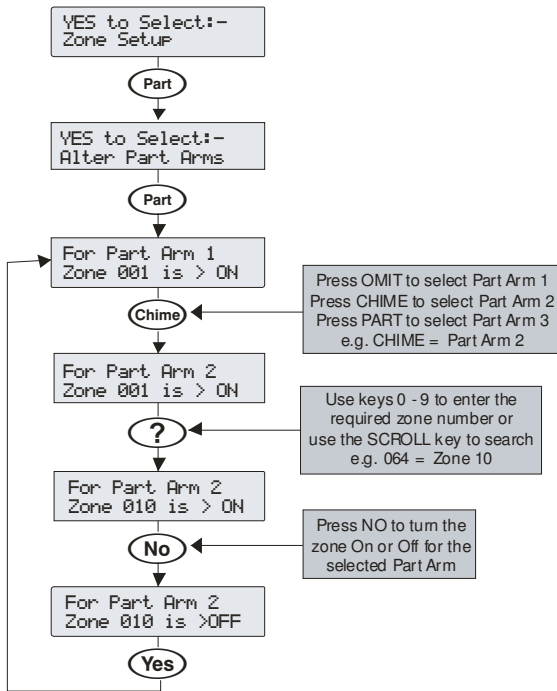 YES to Select:-
Zone Setup
Part
YES to Select:-
Alter Part Arms
Part
For Part Arm 1
Zone 001 is > ON
Press OMIT to select Part Arm 1
Press CHIME to select Part Arm 2
Press PART to select Part Arm 3
e.g. CHIME = Part Arm 2
Chime
For Part Arm 2
Zone 001 is > ON
Use keys 0 - 9 to enter the
required zone number or
use the SCROLL key to search
e.g. 064 = Zone 10
?
For Part Arm 2
Zone 010 is > ON
Press NO to turn the
zone On or Off for the
selected Part Arm
No
For Part Arm 2
Zone 010 is >OFF
Yes